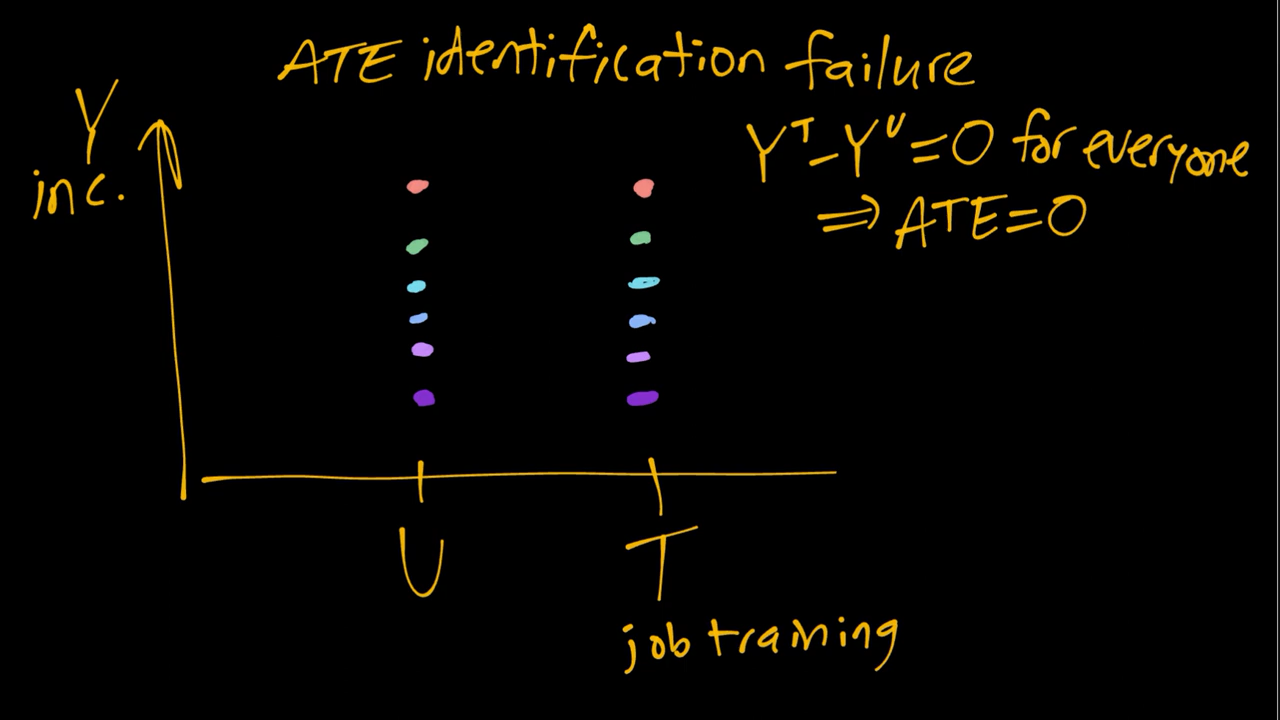 ATE identification failure
Y
inc.
Y^T - Y^U = 0 for everyone
⇒ ATE = 0
U
T
job training